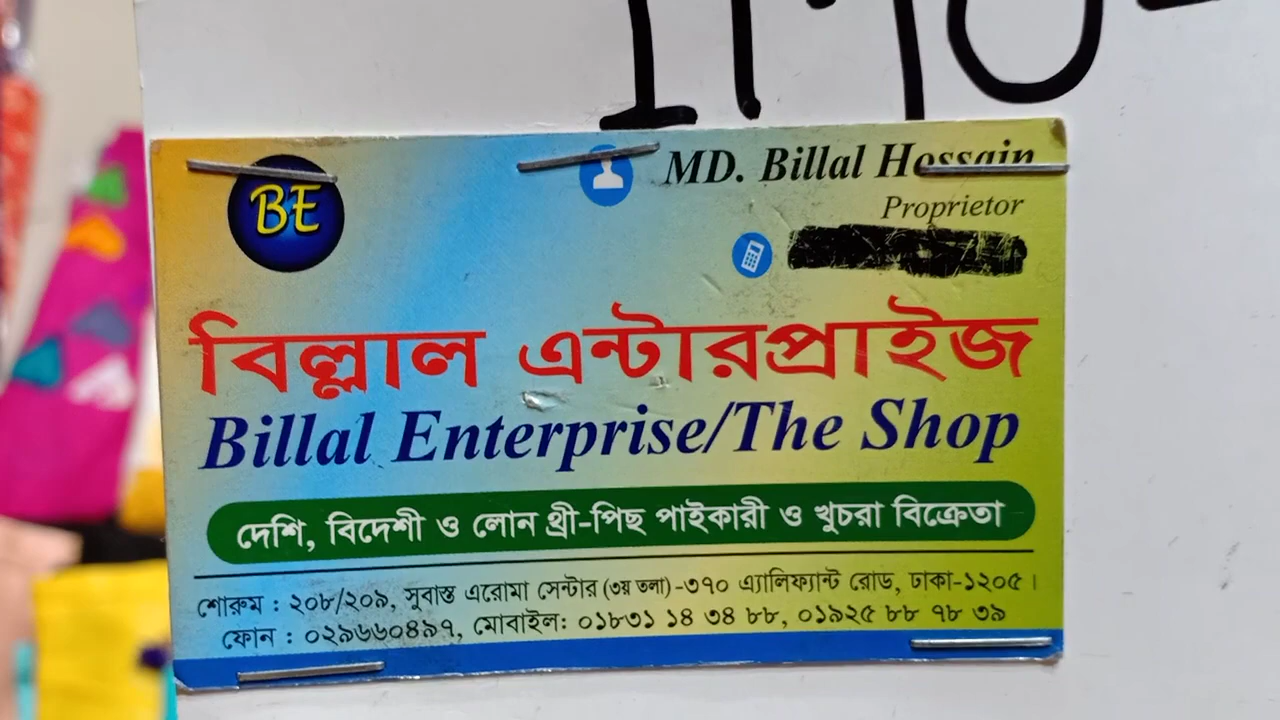 BE
MD. Billal Hossain
Proprietor
বিল্লাল এন্টারপ্রাইজ
Billal Enterprise/The Shop
দেশি, বিদেশী ও লোন থ্রী-পিছ পাইকারী ও খুচরা বিক্রেতা
শোরুম : ২০৮/২০৯, সুবাস্ত এরোমা সেন্টার (৩য় তলা)-৩৭০ এ্যালিফ্যান্ট রোড, ঢাকা-১২০৫।
ফোন : ০২৯৬৬০৪৯৭, মোবাইল: ০১৮৩১ ১৪ ৩৪ ৮৮, ০১৯২৫ ৮৮ ৭৮ ৩৯